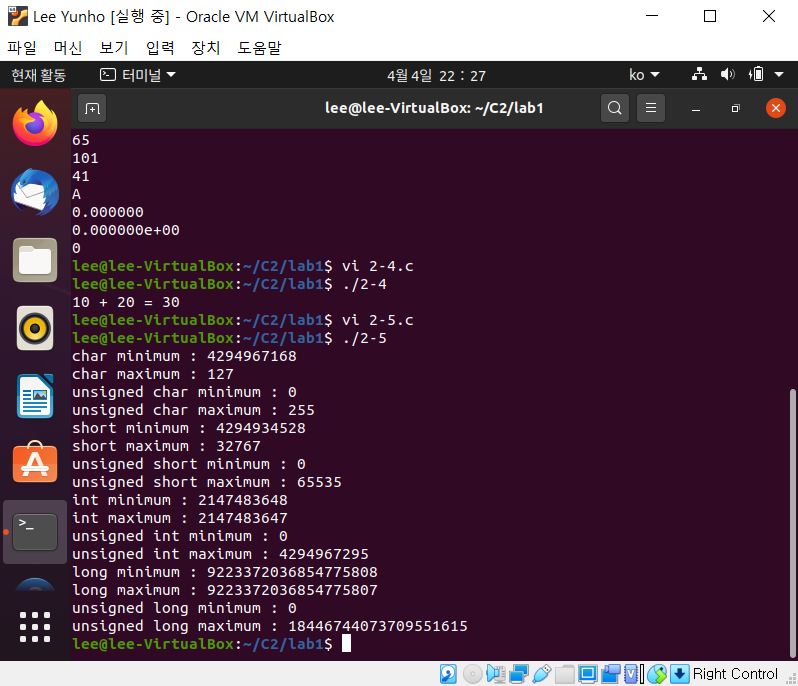 Lee Yunho [실행 중] - Oracle VM VirtualBox
파일 머신 보기 입력 장치 도움말
현재 활동 터미널 4월 4일 22 : 27 ko
lee@lee-VirtualBox: ~/C2/lab1
65
101
41
A
0.000000
0.000000e+00
0
lee@lee-VirtualBox:~/C2/lab1$ vi 2-4.c
lee@lee-VirtualBox:~/C2/lab1$ ./2-4
10 + 20 = 30
lee@lee-VirtualBox:~/C2/lab1$ vi 2-5.c
lee@lee-VirtualBox:~/C2/lab1$ ./2-5
char minimum : 4294967168
char maximum : 127
unsigned char minimum : 0
unsigned char maximum : 255
short minimum : 4294934528
short maximum : 32767
unsigned short minimum : 0
unsigned short maximum : 65535
int minimum : 2147483648
int maximum : 2147483647
unsigned int minimum : 0
unsigned int maximum : 4294967295
long minimum : 9223372036854775808
long maximum : 9223372036854775807
unsigned long minimum : 0
unsigned long maximum : 18446744073709551615
lee@lee-VirtualBox:~/C2/lab1$
Right Control